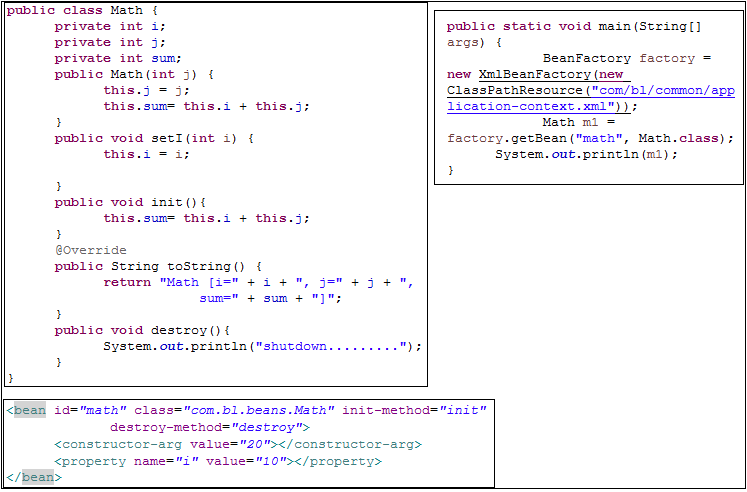 public class Math {
private int i;
private int j;
private int sum;
public Math(int j) {
this.j = j;
this.sum= this.i + this.j;
}
public void setI(int i) {
this.i = i;
}
public void init(){
this.sum= this.i + this.j;
}
@Override
public String toString() {
return "Math [i=" + i + ", j=" + j + ",
sum=" + sum + "]";
}
public void destroy(){
System.out.println("shutdown.........");
}
}
public static void main(String[]
args) {
BeanFactory factory =
new XmlBeanFactory(new
ClassPathResource("com/bl/common/app
lication-context.xml"));
Math m1 =
factory.getBean("math", Math.class);
System.out.println(m1);
}
<bean id="math" class="com.bl.beans.Math" init-method="init"
destroy-method="destroy">
<constructor-arg value="20"></constructor-arg>
<property name="i" value="10"></property>
</bean>